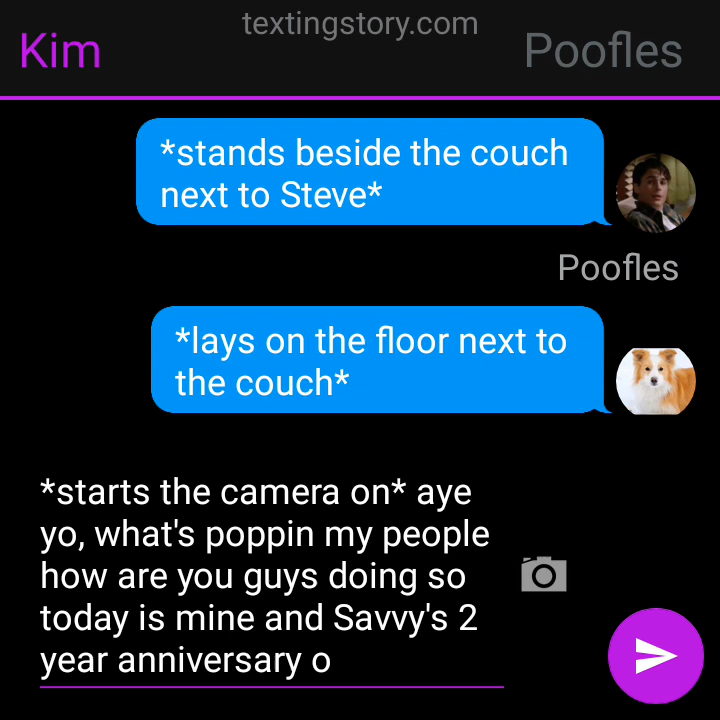 textingstory.com
Kim
Poofles
*stands beside the couch
next to Steve*
Poofles
*lays on the floor next to
the couch*
*starts the camera on* aye
yo, what's poppin my people
how are you guys doing so
today is mine and Savvy's 2
year anniversary o